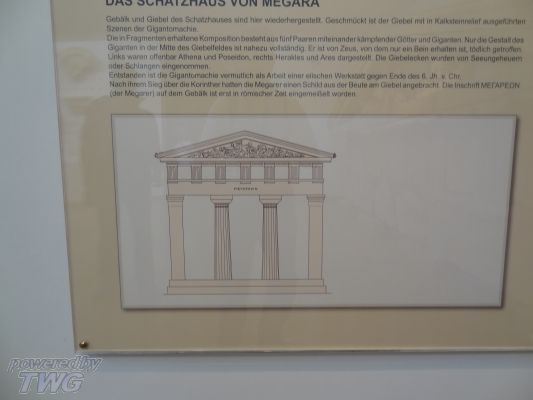 DAS SCHATZHAUS VON MEGARA
Gebälk und Giebel des Schatzhauses sind hier wiederhergestellt. Geschmückt ist der Giebel mit in Kalksteinrelief ausgeführten
Szenen der Gigantomachie.
Die in Fragmenten erhaltene Komposition besteht aus fünf Paaren miteinander kämpfender Götter und Giganten. Nur die Gestalt des
Giganten in der Mitte des Giebelfeldes ist nahezu vollständig. Er ist von Zeus, von dem nur ein Bein erhalten ist, tödlich getroffen.
Links waren offenbar Athena und Poseidon, rechts Herakles und Ares dargestellt. Die Giebelecken wurden von Seeungeheuern
oder Schlangen eingenommen.
Entstanden ist die Gigantomachie vermutlich als Arbeit einer elischen Werkstatt gegen Ende des 6. Jh. v. Chr.
Nach ihrem Sieg über die Korinther hatten die Megarer einen Schild aus der Beute am Giebel angebracht. Die Inschrift ΜΕΓΑΡΕΩΝ
(der Megarer) auf dem Gebälk ist erst in römischer Zeit eingemeißelt worden.
ΜΕΓΑΡΕΩΝ
powered by
TWG